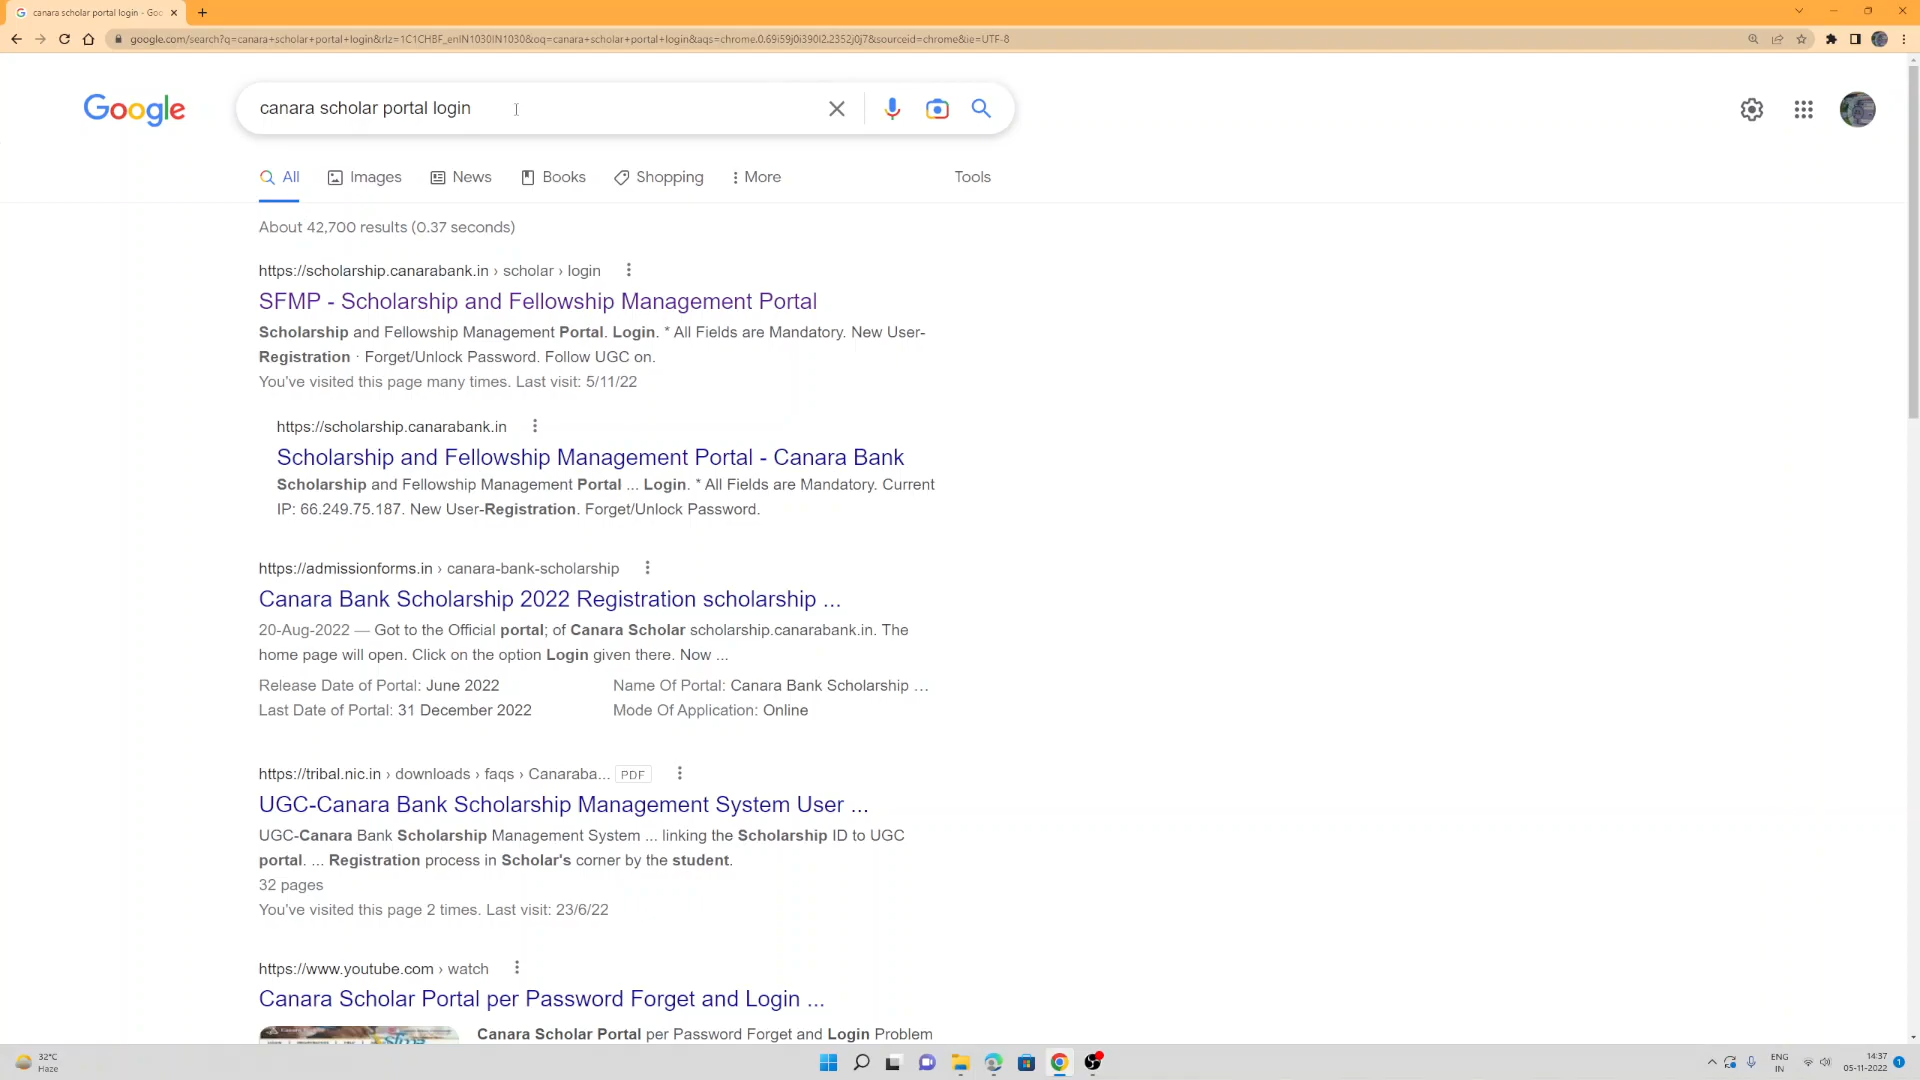 canara scholar portal login - Goo
google.com/search?q=canara+scholar+portal+login&rlz=1C1CHBF_enIN1030IN1030&oq=canara+scholar+portal+login&aqs=chrome.0.69i59j0i390l2.2352j0j7&sourceid=chrome&ie=UTF-8
Google
canara scholar portal login
All Images News Books Shopping More Tools
About 42,700 results (0.37 seconds)
https://scholarship.canarabank.in › scholar › login
SFMP - Scholarship and Fellowship Management Portal
Scholarship and Fellowship Management Portal. Login. * All Fields are Mandatory. New User-
Registration · Forget/Unlock Password. Follow UGC on.
You've visited this page many times. Last visit: 5/11/22
https://scholarship.canarabank.in
Scholarship and Fellowship Management Portal - Canara Bank
Scholarship and Fellowship Management Portal ... Login. * All Fields are Mandatory. Current
IP: 66.249.75.187. New User-Registration. Forget/Unlock Password.
https://admissionforms.in › canara-bank-scholarship
Canara Bank Scholarship 2022 Registration scholarship ...
20-Aug-2022 — Got to the Official portal; of Canara Scholar scholarship.canarabank.in. The
home page will open. Click on the option Login given there. Now ...
Release Date of Portal: June 2022 Name Of Portal: Canara Bank Scholarship ...
Last Date of Portal: 31 December 2022 Mode Of Application: Online
https://tribal.nic.in › downloads › faqs › Canaraba... PDF
UGC-Canara Bank Scholarship Management System User ...
UGC-Canara Bank Scholarship Management System ... linking the Scholarship ID to UGC
portal. ... Registration process in Scholar's corner by the student.
32 pages
You've visited this page 2 times. Last visit: 23/6/22
https://www.youtube.com › watch
Canara Scholar Portal per Password Forget and Login ...
Canara Scholar Portal per Password Forget and Login Problem
32°C
Haze
ENG
IN
14:37
05-11-2022
1